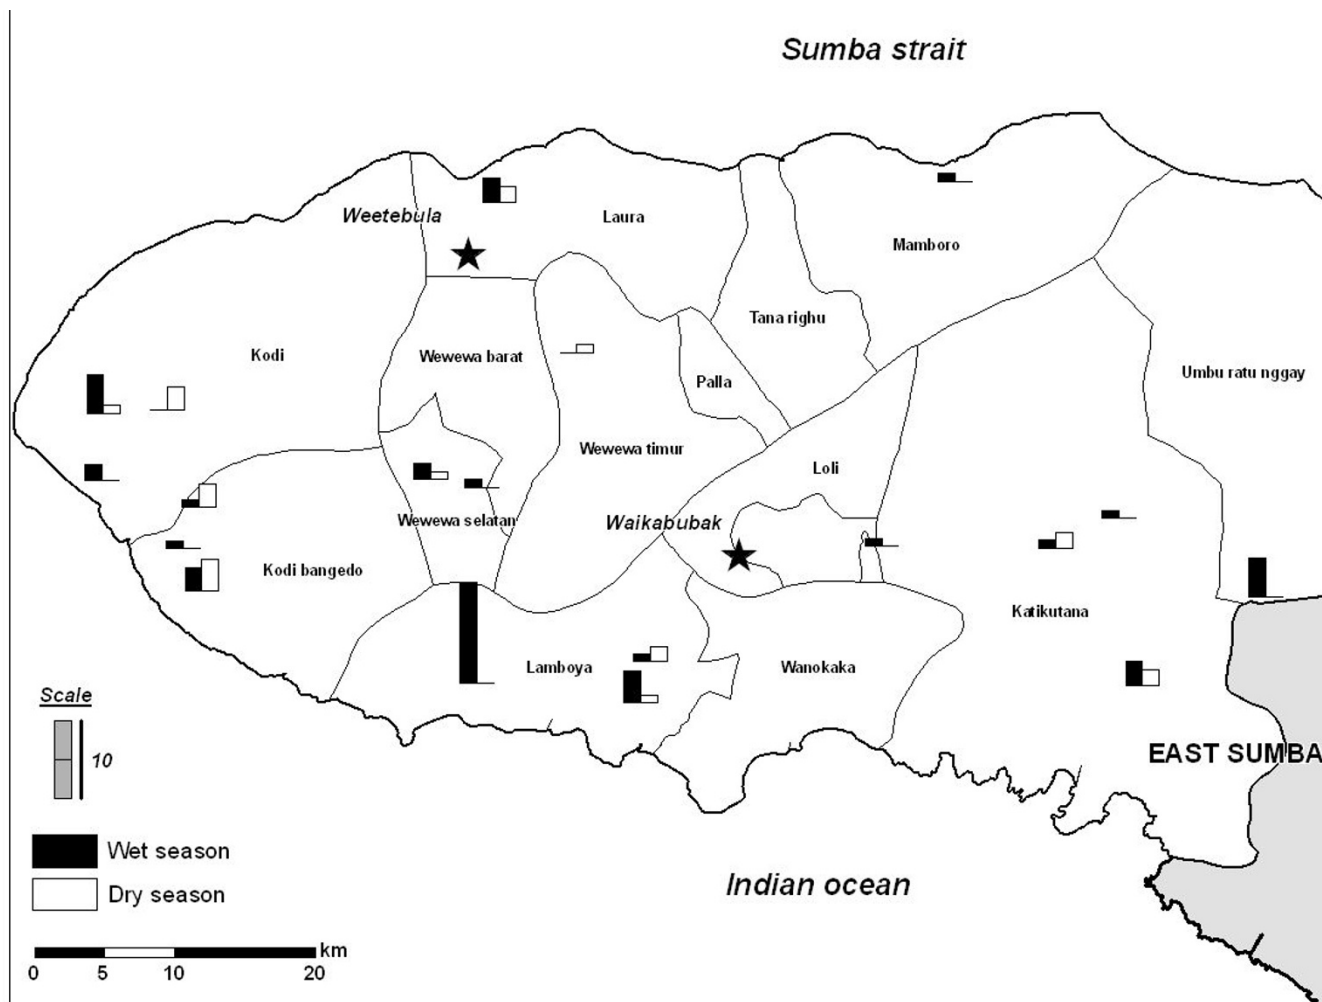 Sumba strait
Weetebula
Laura
Mamboro
Tana righu
Kodi
Wewewa barat
Palla
Umbu ratu nggay
Wewewa timur
Loli
Wewewa selatan
Waikabubak
Kodi bangedo
Katikutana
Lamboya
Wanokaka
Scale
10
EAST SUMBA
Wet season
Dry season
Indian ocean
km
0 5 10 20